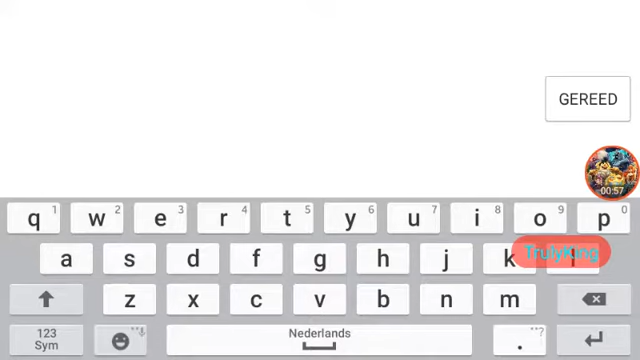 GEREED
00:57
q 1 w 2 e 3 r 4 t 5 y 6 u 7 i 8 o 9 p 0
a s d f g h j k l
TrulyKing
z x c v b n m
123 Sym Nederlands . ?